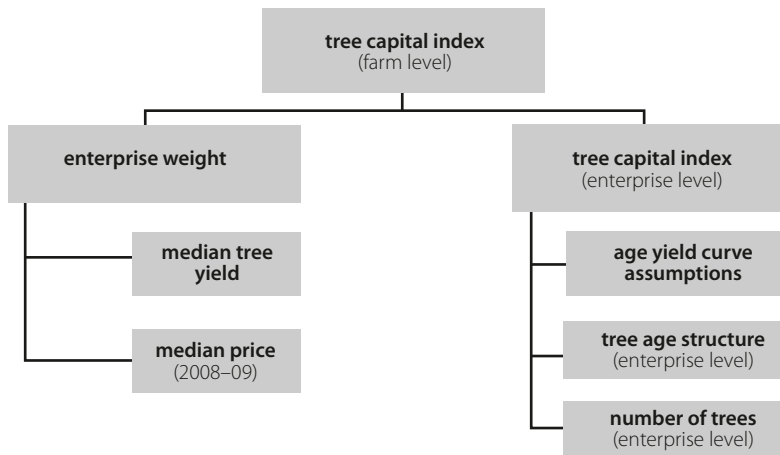 tree capital index
(farm level)
enterprise weight
median tree
yield
median price
(2008–09)
tree capital index
(enterprise level)
age yield curve
assumptions
tree age structure
(enterprise level)
number of trees
(enterprise level)